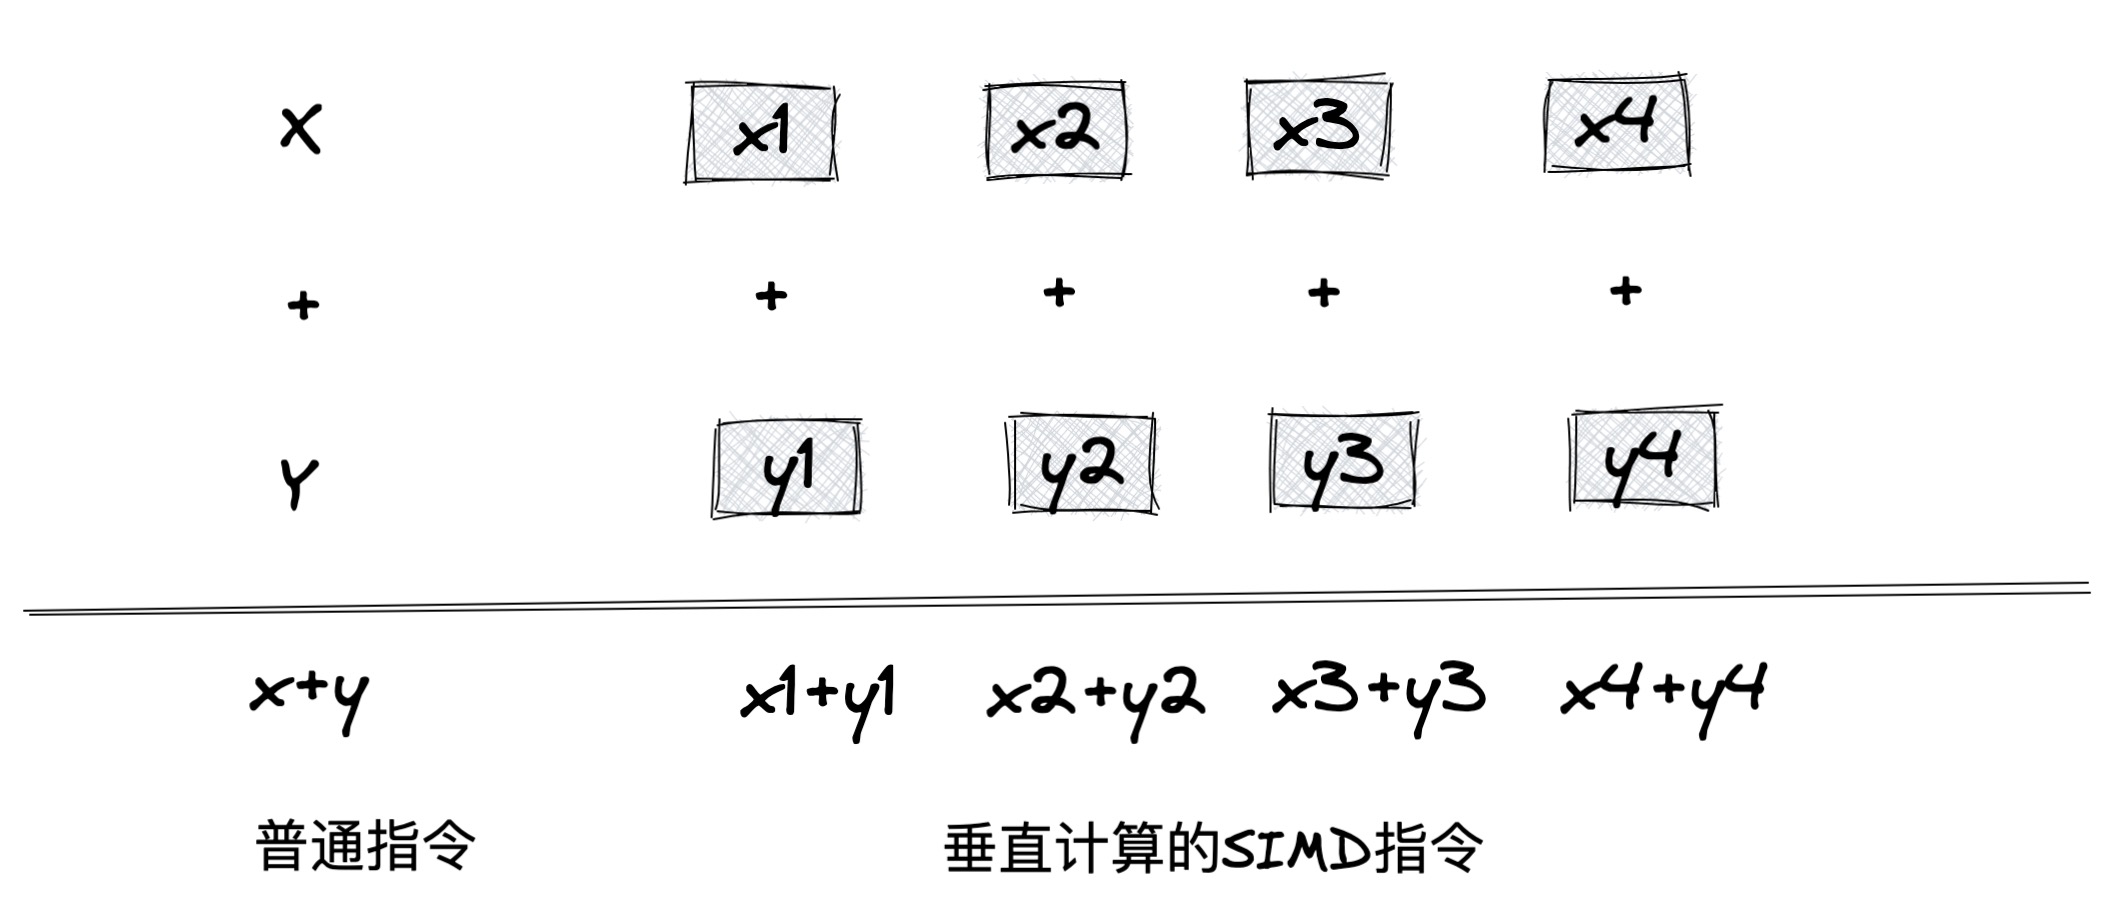 X x1 x2 x3 x4
+ + + + +
Y y1 y2 y3 y4
x+y x1+y1 x2+y2 x3+y3 x4+y4
普通指令 垂直计算的SIMD指令